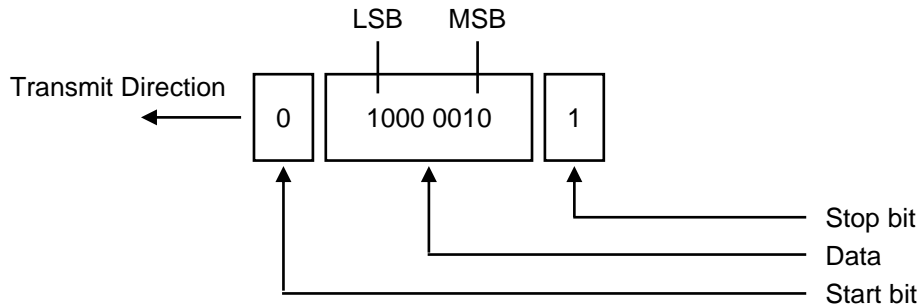 LSB MSB
Transmit Direction
0 1000 0010 1
Stop bit
Data
Start bit